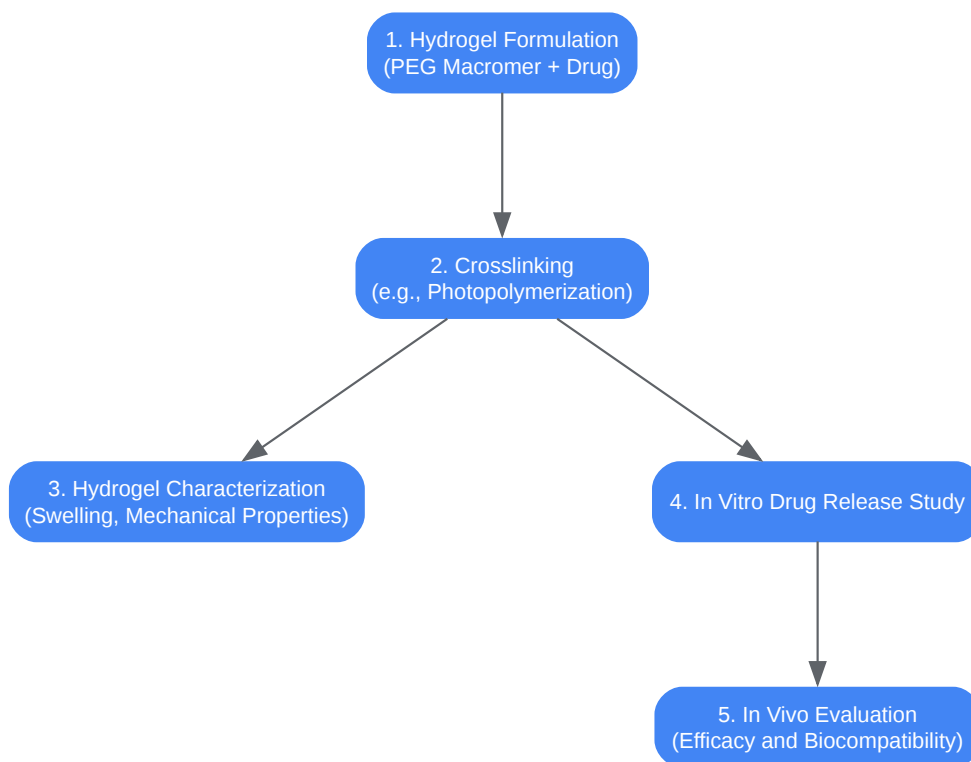 1. Hydrogel Formulation
(PEG Macromer + Drug)
2. Crosslinking
(e.g., Photopolymerization)
3. Hydrogel Characterization
(Swelling, Mechanical Properties)
4. In Vitro Drug Release Study
5. In Vivo Evaluation
(Efficacy and Biocompatibility)